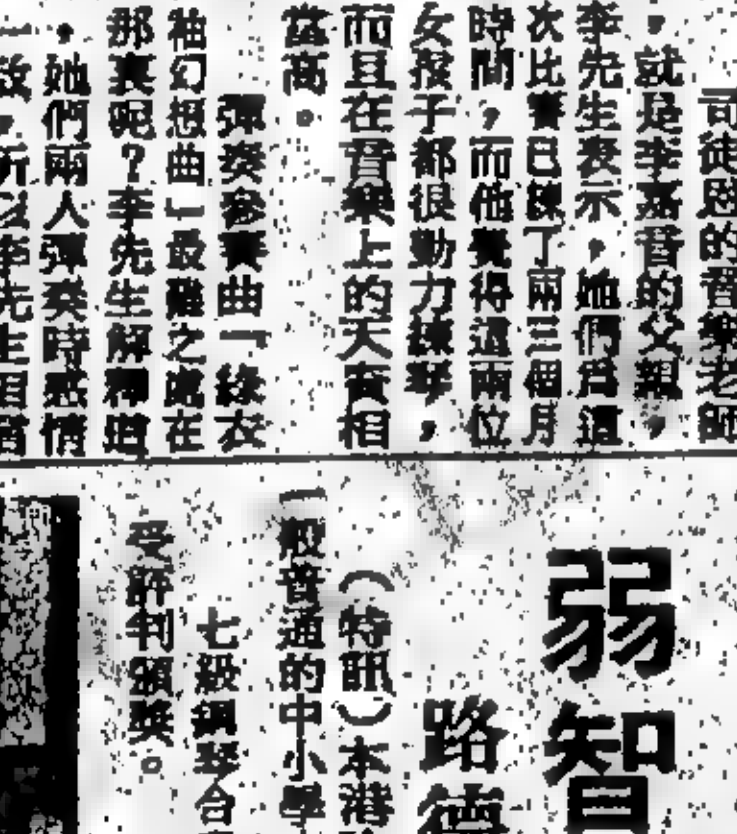 司徒恩的音樂老師
，就是李嘉音的父親，
李先生表示，她們爲這
次比賽已練了兩三個月
時間，而他覺得這兩位
女孩子都很勤力練琴，
而且在音樂上的天資相
當高。
彈奏參賽曲「綠衣
袖幻想曲」最難之處在
那裏呢？李先生解釋道
，她們兩人彈奏時感情
一致，所以李先生相當
弱智
路德
（特訊）本港
一般普通的中小學
七級鋼琴合
受評判頒獎。